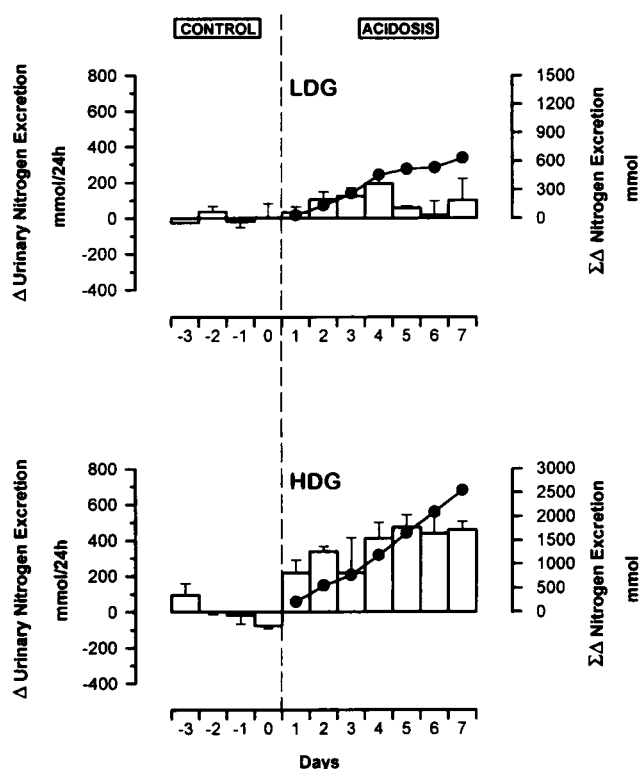 CONTROL ACIDOSIS
LDG
Δ Urinary Nitrogen Excretion
mmol/24h
800
600
400
200
0
-200
-400
1500
1200
900
600
300
0
ΣΔ Nitrogen Excretion
mmol
-3 -2 -1 0 1 2 3 4 5 6 7
HDG
Δ Urinary Nitrogen Excretion
mmol/24h
800
600
400
200
0
-200
-400
3000
2500
2000
1500
1000
500
0
ΣΔ Nitrogen Excretion
mmol
-3 -2 -1 0 1 2 3 4 5 6 7
Days